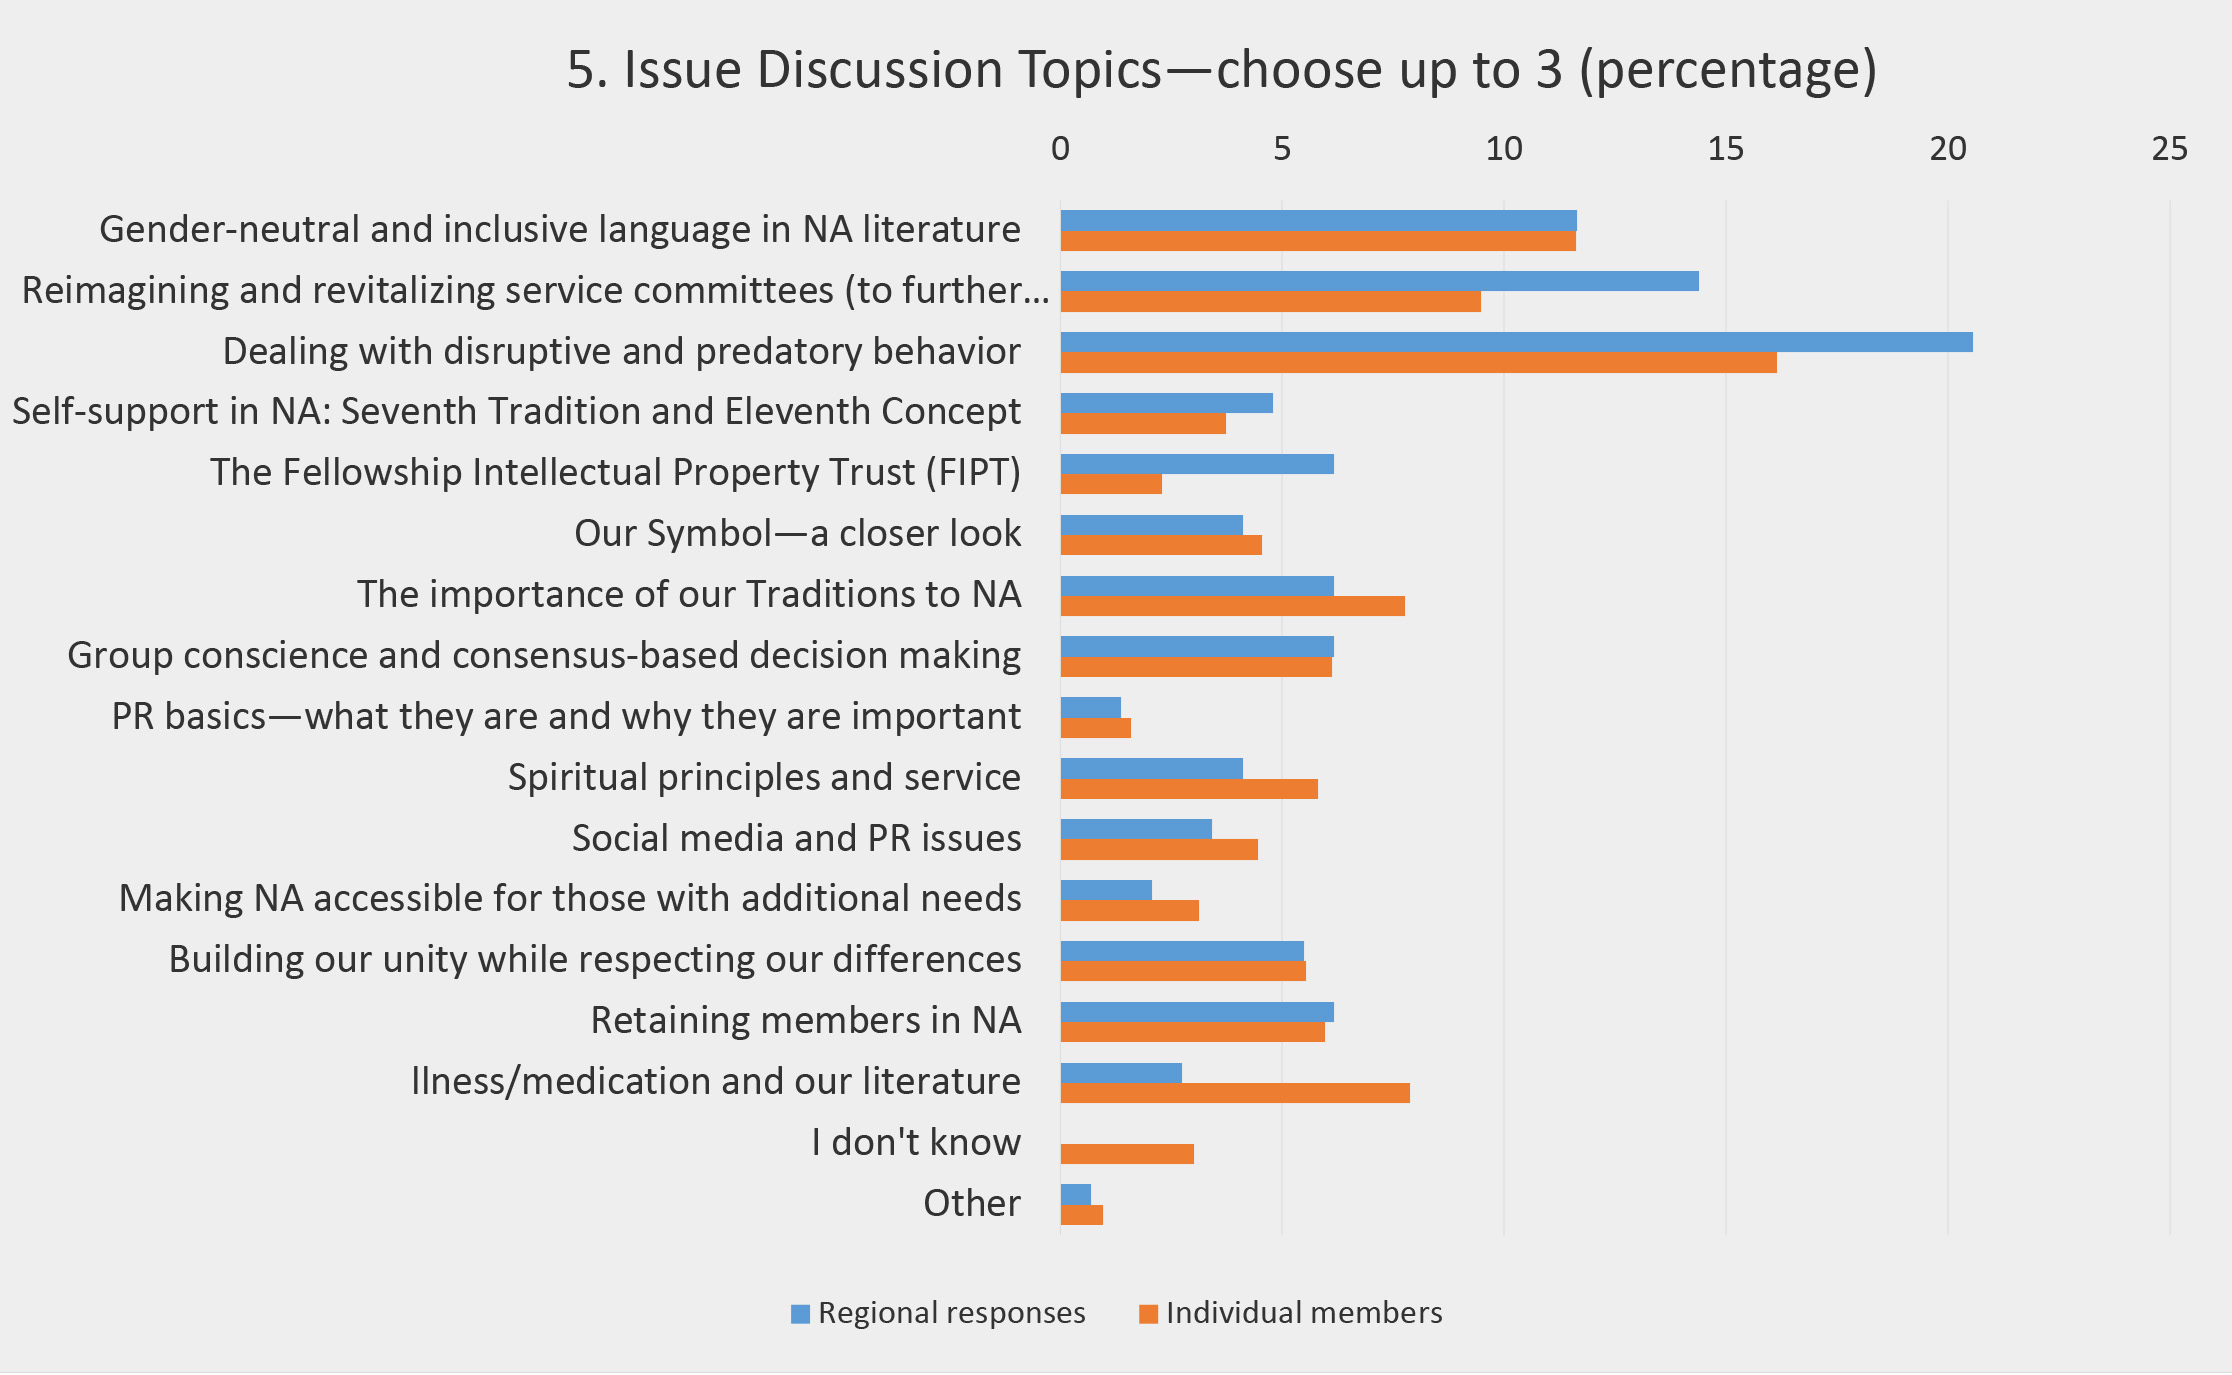 5. Issue Discussion Topics—choose up to 3 (percentage)
0 5 10 15 20 25
Gender-neutral and inclusive language in NA literature
Reimagining and revitalizing service committees (to further...
Dealing with disruptive and predatory behavior
Self-support in NA: Seventh Tradition and Eleventh Concept
The Fellowship Intellectual Property Trust (FIPT)
Our Symbol—a closer look
The importance of our Traditions to NA
Group conscience and consensus-based decision making
PR basics—what they are and why they are important
Spiritual principles and service
Social media and PR issues
Making NA accessible for those with additional needs
Building our unity while respecting our differences
Retaining members in NA
llness/medication and our literature
I don't know
Other
Regional responses Individual members